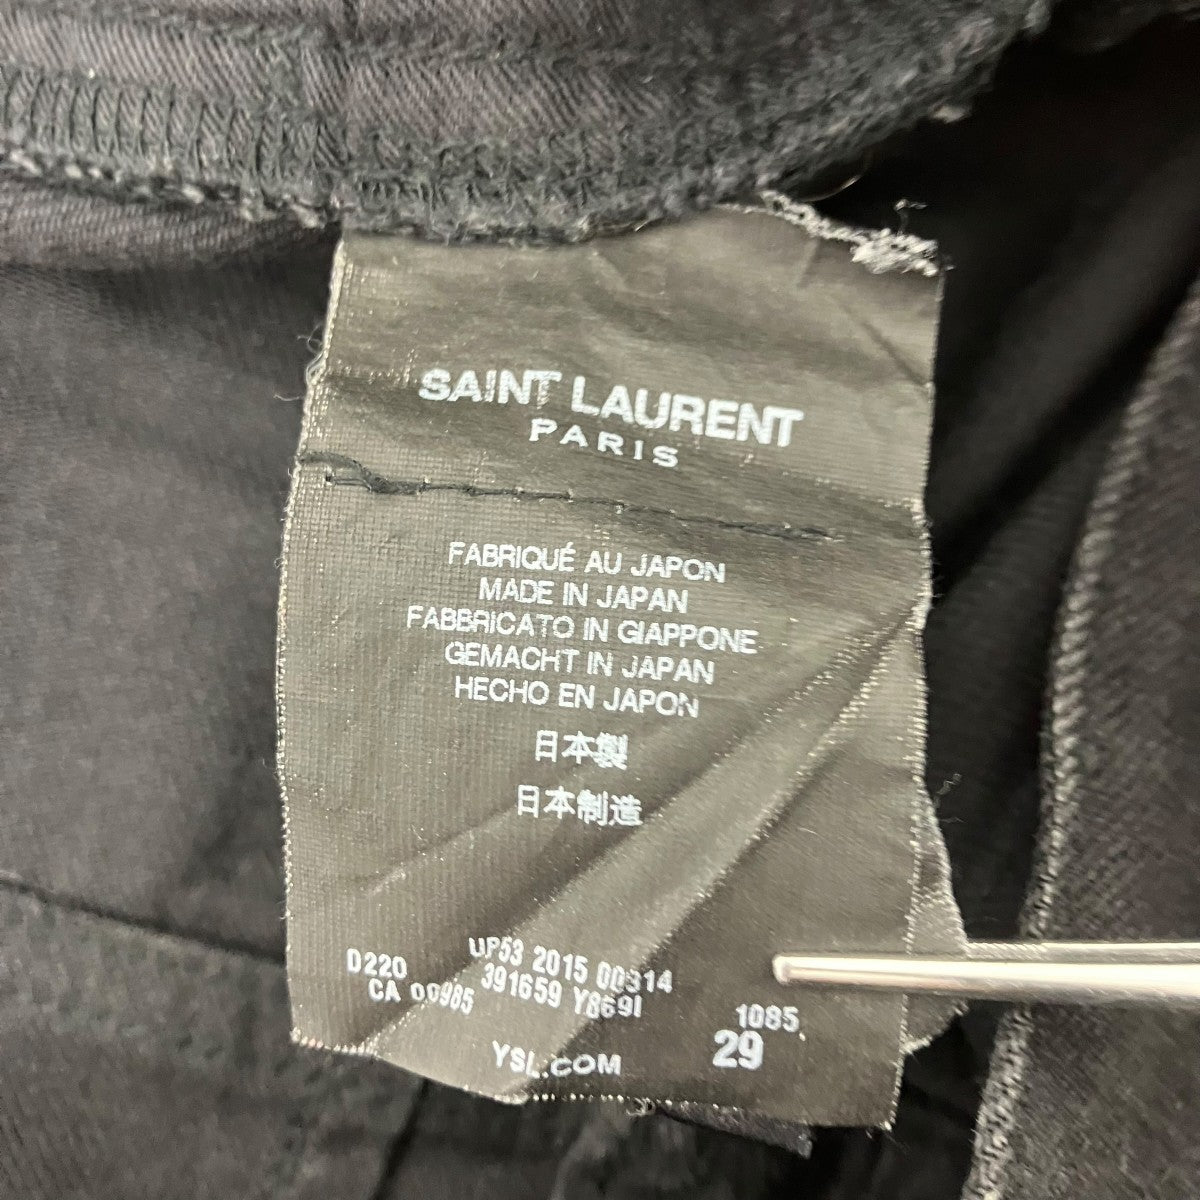 SAINT LAURENT
PARIS
FABRIQUÉ AU JAPON
MADE IN JAPAN
FABBRICATO IN GIAPPONE
GEMACHT IN JAPAN
HECHO EN JAPON
日本製
日本制造
D220 UP53 2015 00314
CA 00985 391659 Y869I 1085
YSL.COM 29